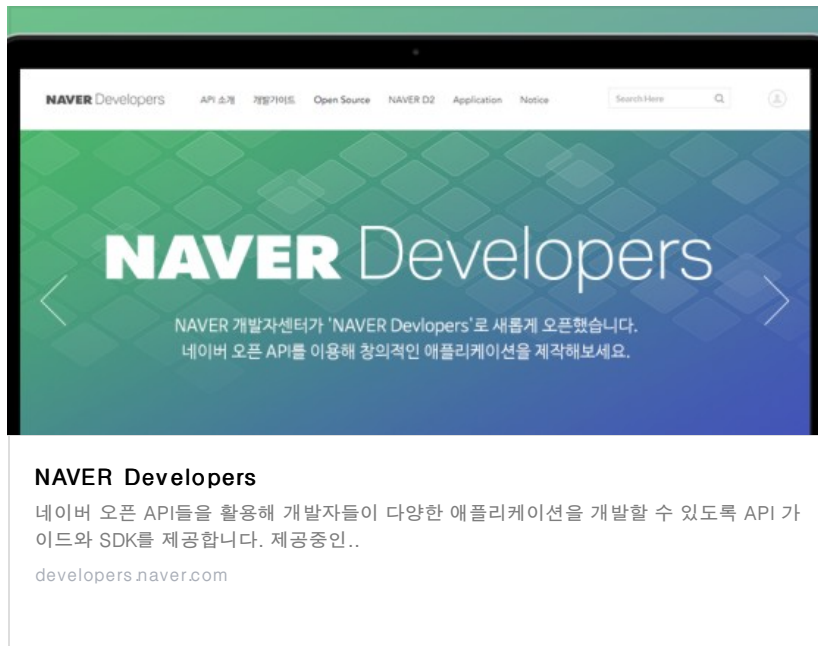 NAVER Developers API 소개 개발가이드 Open Source NAVER D2 Application Notice Search Here
NAVER Developers
NAVER 개발자센터가 'NAVER Devlopers'로 새롭게 오픈했습니다.
네이버 오픈 API를 이용해 창의적인 애플리케이션을 제작해보세요.
NAVER Developers
네이버 오픈 API들을 활용해 개발자들이 다양한 애플리케이션을 개발할 수 있도록 API 가
이드와 SDK를 제공합니다. 제공중인..
developers.naver.com